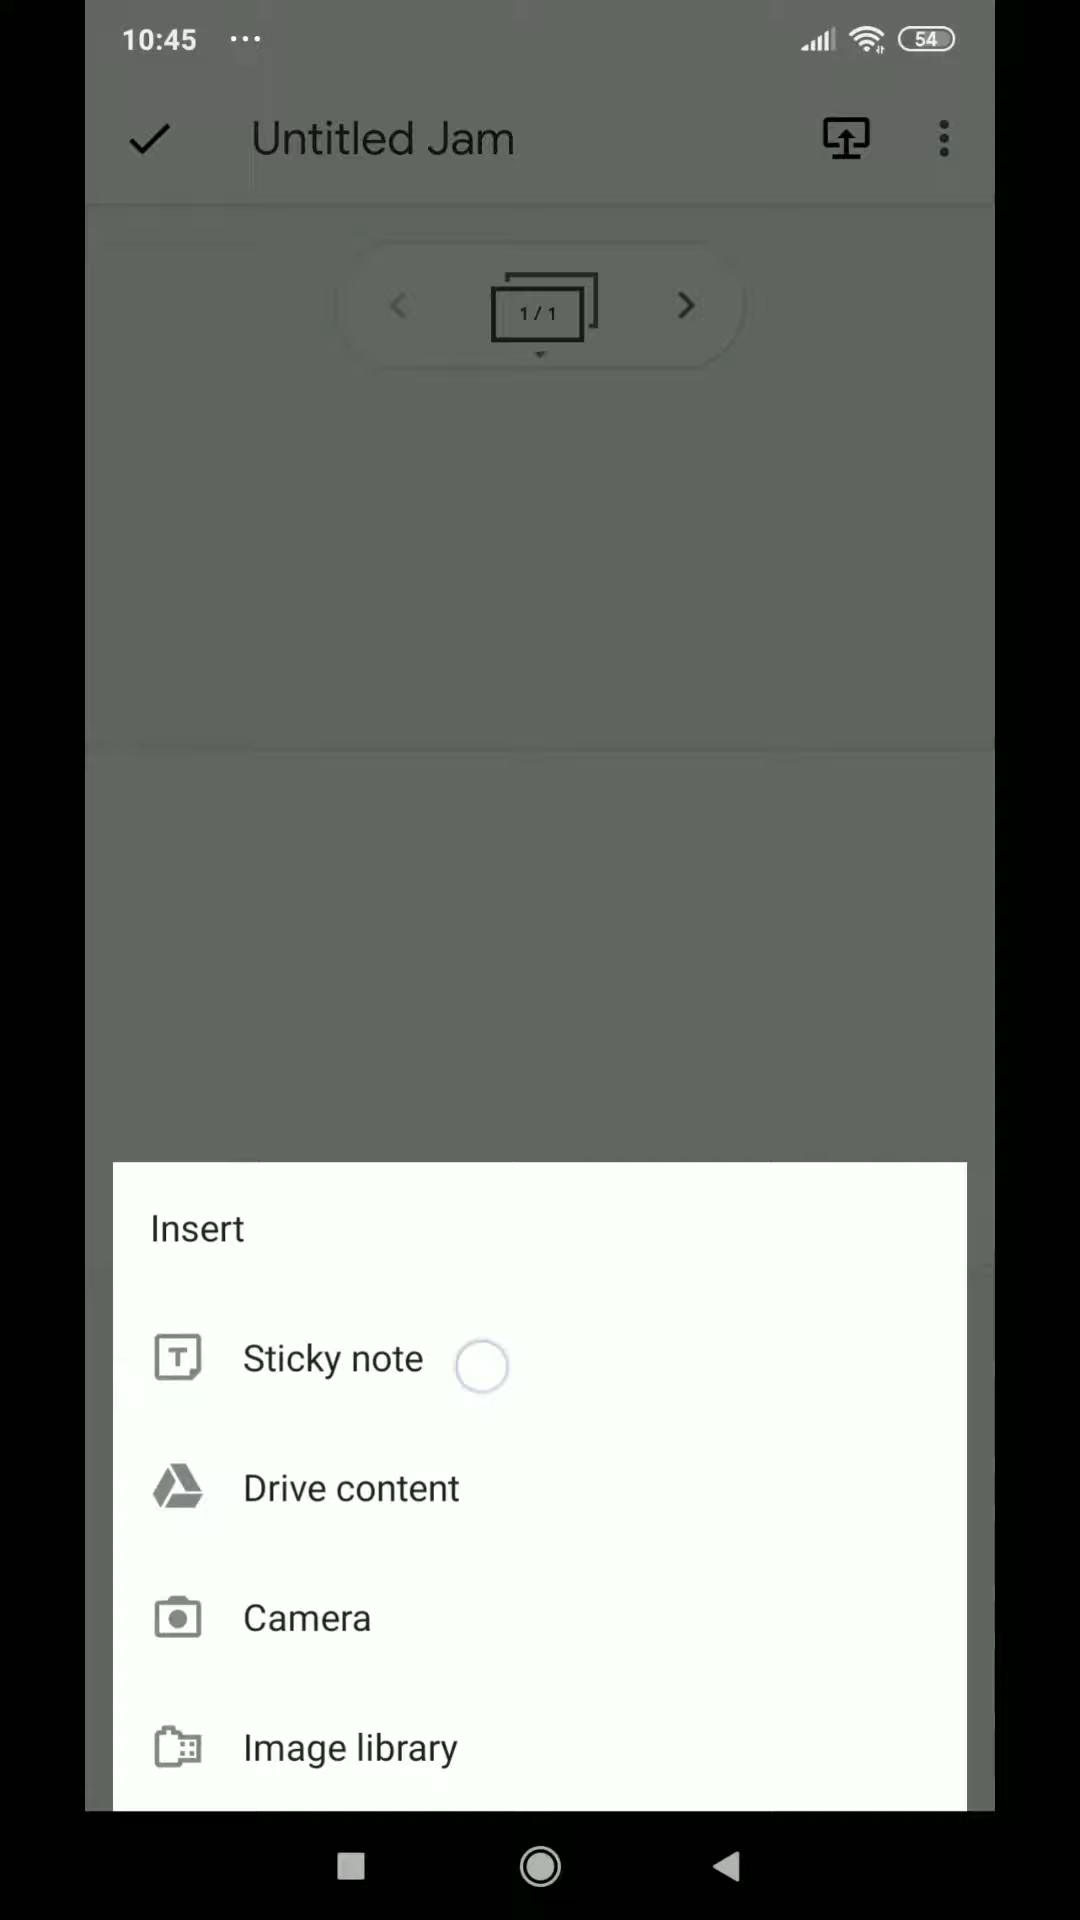 10:45 ... 54
Untitled Jam
1 / 1
Insert
T Sticky note
Drive content
Camera
Image library